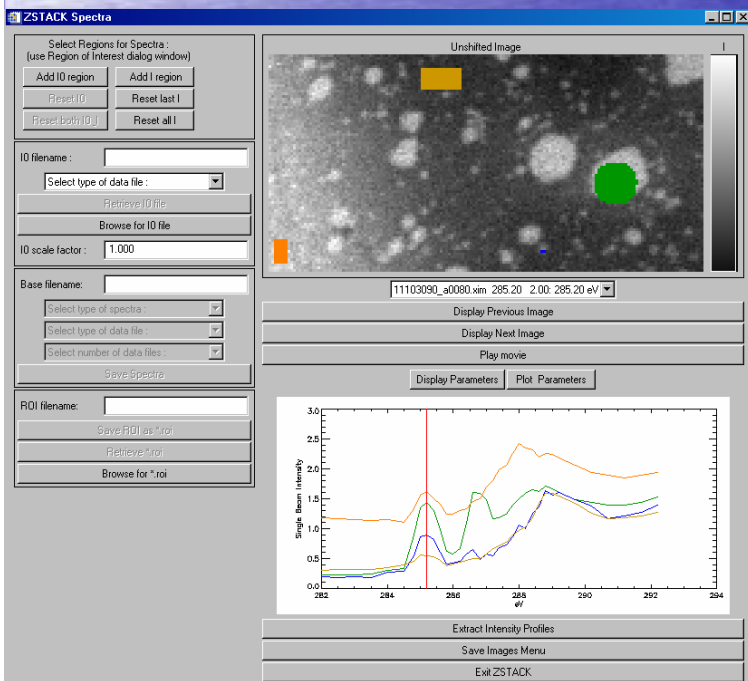 ZSTACK Spectra
Select Regions for Spectra :
(use Region of Interest dialog window)
Add I0 region
Add I region
Reset I0
Reset last I
Reset both I0_I
Reset all I
I0 filename :
Select type of data file :
Retrieve I0 file
Browse for I0 file
I0 scale factor :
1.000
Base filename:
Select type of spectra :
Select type of data file :
Select number of data files :
Save Spectra
ROI filename:
Save ROI as *.roi
Retrieve *.roi
Browse for *.roi
Unshifted Image
I
11103090_a0080.xim 285.20 2.00: 285.20 eV
Display Previous Image
Display Next Image
Play movie
Display Parameters
Plot Parameters
Single Beam Intensity
3.0
2.5
2.0
1.5
1.0
0.5
0.0
282
284
286
288
290
292
294
eV
Extract Intensity Profiles
Save Images Menu
Exit ZSTACK